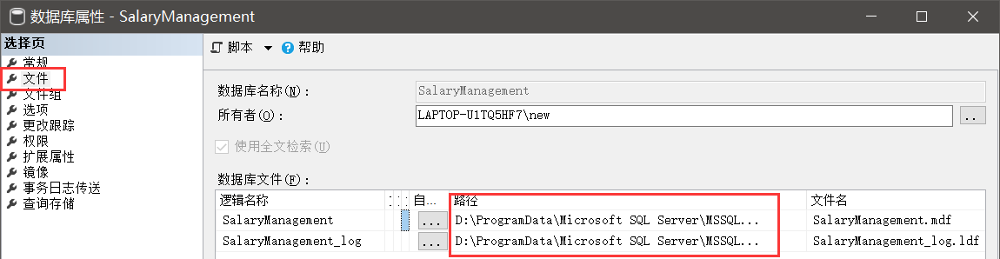 数据库属性 - SalaryManagement
选择页
常规
文件
文件组
选项
更改跟踪
权限
扩展属性
镜像
事务日志传送
查询存储
脚本 帮助
数据库名称(N): SalaryManagement
所有者(O): LAPTOP-U1TQ5HF7\new ..
使用全文检索(U)
数据库文件(F):
逻辑名称 : : : 自... 路径 文件名
SalaryManagement ... D:\ProgramData\Microsoft SQL Server\MSSQL... SalaryManagement.mdf
SalaryManagement_log ... D:\ProgramData\Microsoft SQL Server\MSSQL... SalaryManagement_log.ldf